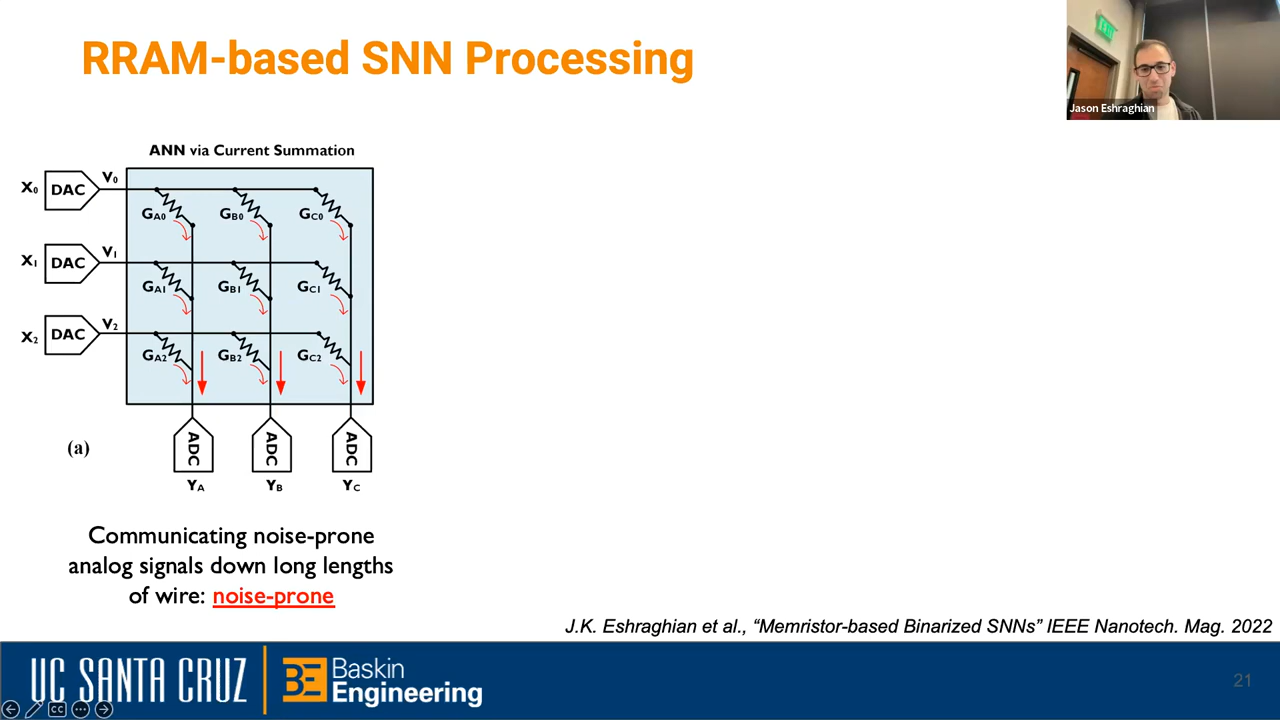 RRAM-based SNN Processing
Jason Eshraghian
ANN via Current Summation
X0 DAC V0
GA0 GB0 GC0
X1 DAC V1
GA1 GB1 GC1
X2 DAC V2
GA2 GB2 GC2
(a)
ADC ADC ADC
YA YB YC
Communicating noise-prone
analog signals down long lengths
of wire: noise-prone
J.K. Eshraghian et al., “Memristor-based Binarized SNNs” IEEE Nanotech. Mag. 2022
UC SANTA CRUZ
BE Baskin
Engineering
21
CC